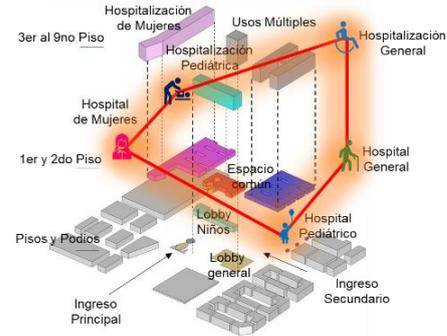 Hospitalización
de Mujeres
Usos Múltiples
3er al 9no Piso
Hospitalización
General
Hospitalización
Pediátrica
Hospital
de Mujeres
1er y 2do Piso
Espacio
común
Hospital
General
Lobby
Niños
Hospital
Pediátrico
Pisos y Podios
Lobby
general
Ingreso
Principal
Ingreso
Secundario